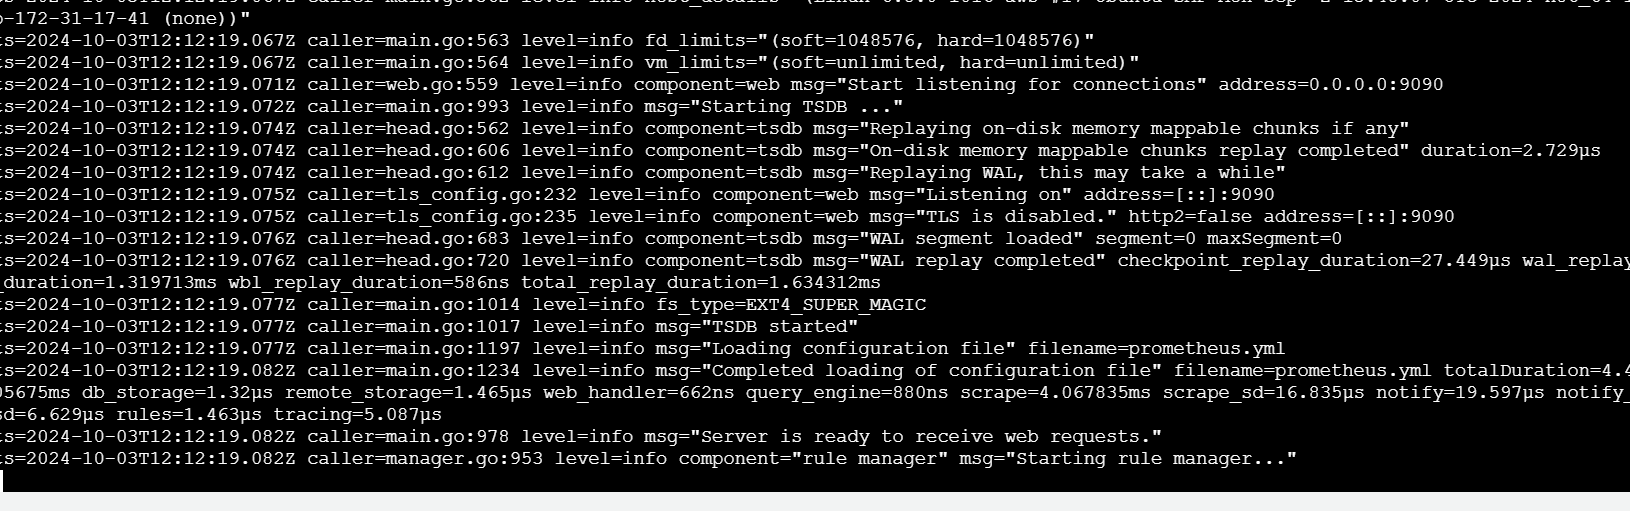 p-172-31-17-41 (none))"
ts=2024-10-03T12:12:19.067Z caller=main.go:563 level=info fd_limits="(soft=1048576, hard=1048576)"
ts=2024-10-03T12:12:19.067Z caller=main.go:564 level=info vm_limits="(soft=unlimited, hard=unlimited)"
ts=2024-10-03T12:12:19.071Z caller=web.go:559 level=info component=web msg="Start listening for connections" address=0.0.0.0:9090
ts=2024-10-03T12:12:19.072Z caller=main.go:993 level=info msg="Starting TSDB ..."
ts=2024-10-03T12:12:19.074Z caller=head.go:562 level=info component=tsdb msg="Replaying on-disk memory mappable chunks if any"
ts=2024-10-03T12:12:19.074Z caller=head.go:606 level=info component=tsdb msg="On-disk memory mappable chunks replay completed" duration=2.729µs
ts=2024-10-03T12:12:19.074Z caller=head.go:612 level=info component=tsdb msg="Replaying WAL, this may take a while"
ts=2024-10-03T12:12:19.075Z caller=tls_config.go:232 level=info component=web msg="Listening on" address=[::]:9090
ts=2024-10-03T12:12:19.075Z caller=tls_config.go:235 level=info component=web msg="TLS is disabled." http2=false address=[::]:9090
ts=2024-10-03T12:12:19.076Z caller=head.go:683 level=info component=tsdb msg="WAL segment loaded" segment=0 maxSegment=0
ts=2024-10-03T12:12:19.076Z caller=head.go:720 level=info component=tsdb msg="WAL replay completed" checkpoint_replay_duration=27.449µs wal_replay
_duration=1.319713ms wbl_replay_duration=586ns total_replay_duration=1.634312ms
ts=2024-10-03T12:12:19.077Z caller=main.go:1014 level=info fs_type=EXT4_SUPER_MAGIC
ts=2024-10-03T12:12:19.077Z caller=main.go:1017 level=info msg="TSDB started"
ts=2024-10-03T12:12:19.077Z caller=main.go:1197 level=info msg="Loading configuration file" filename=prometheus.yml
ts=2024-10-03T12:12:19.082Z caller=main.go:1234 level=info msg="Completed loading of configuration file" filename=prometheus.yml totalDuration=4.4
05675ms db_storage=1.32µs remote_storage=1.465µs web_handler=662ns query_engine=880ns scrape=4.067835ms scrape_sd=16.835µs notify=19.597µs notify_
sd=6.629µs rules=1.463µs tracing=5.087µs
ts=2024-10-03T12:12:19.082Z caller=main.go:978 level=info msg="Server is ready to receive web requests."
ts=2024-10-03T12:12:19.082Z caller=manager.go:953 level=info component="rule manager" msg="Starting rule manager..."